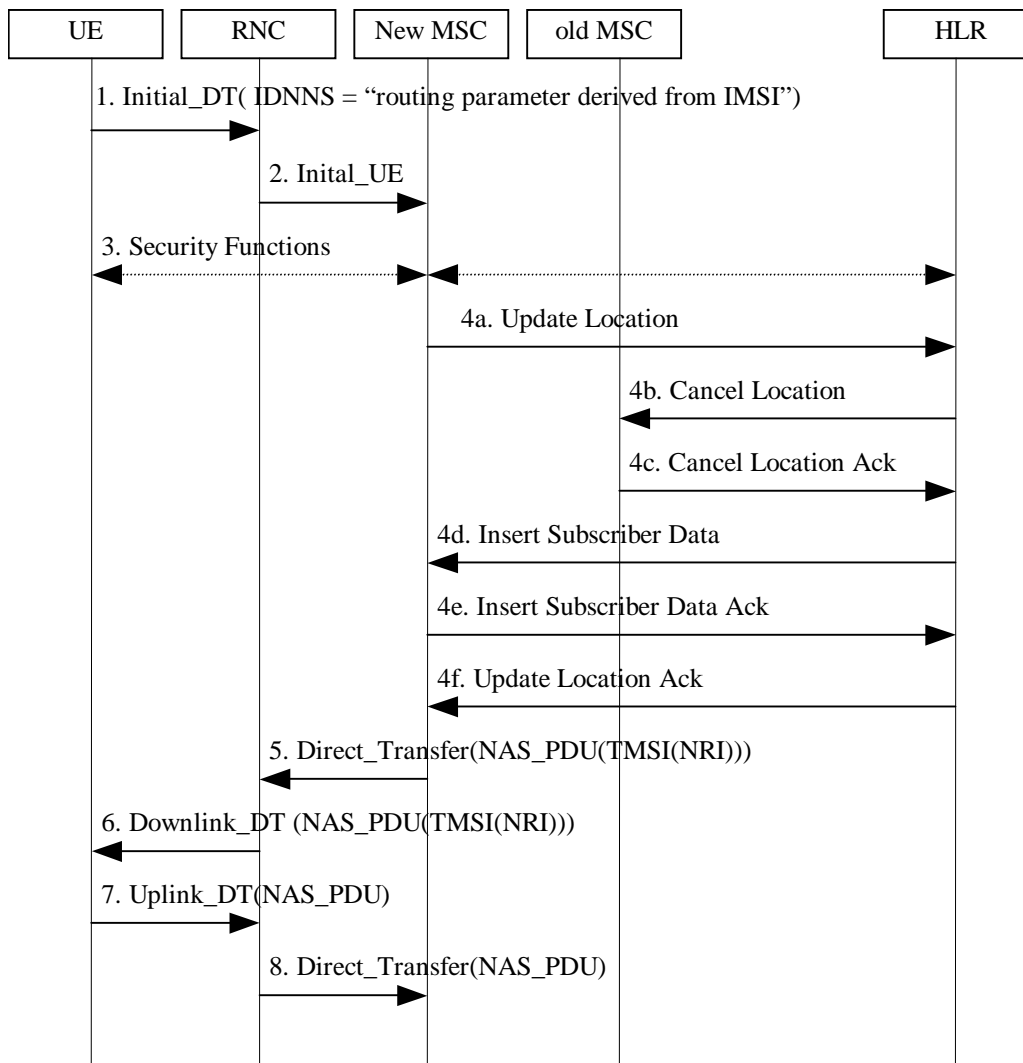 UE
RNC
New MSC
old MSC
HLR
1. Initial_DT( IDNNS = “routing parameter derived from IMSI”)
2. Inital_UE
3. Security Functions
4a. Update Location
4b. Cancel Location
4c. Cancel Location Ack
4d. Insert Subscriber Data
4e. Insert Subscriber Data Ack
4f. Update Location Ack
5. Direct_Transfer(NAS_PDU(TMSI(NRI)))
6. Downlink_DT (NAS_PDU(TMSI(NRI)))
7. Uplink_DT(NAS_PDU)
8. Direct_Transfer(NAS_PDU)